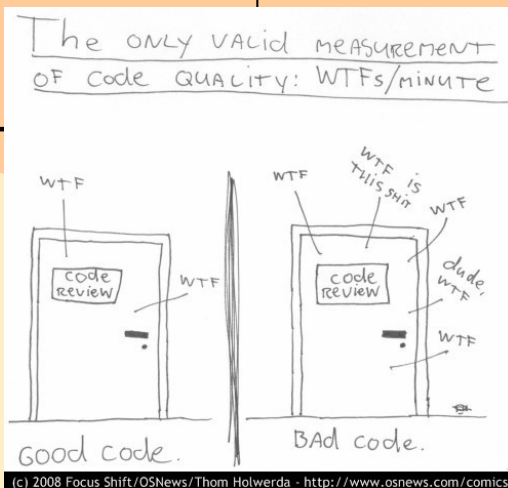 The ONLY VALid MEASUREMENT
OF Code QUALITY: WTFs/MINUTE
WTF
code
REVIEW
WTF
Good code.
WTF
WTF is
THIS SHIT
WTF
code
REVIEW
dude,
WTF
WTF
BAd code.
(c) 2008 Focus Shift/OSNews/Thom Holwerda - http://www.osnews.com/comics